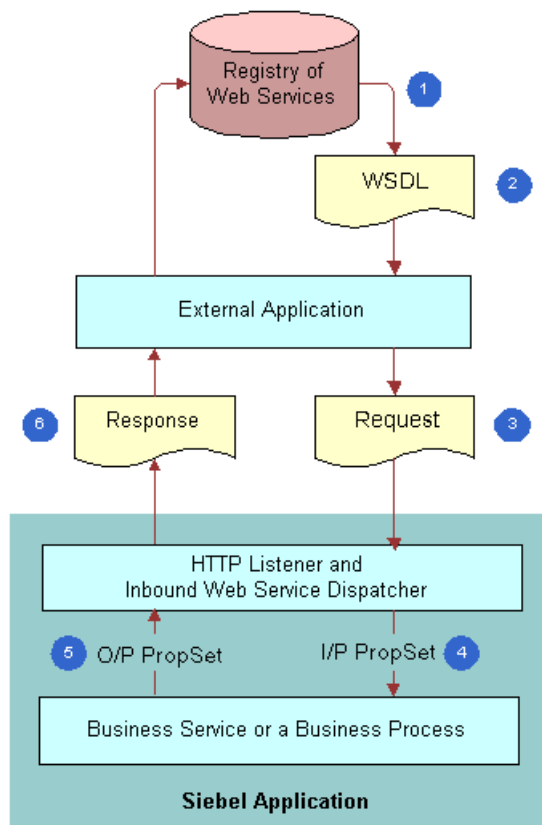 Registry of
Web Services
1
WSDL
2
External Application
6
Response
Request
3
HTTP Listener and
Inbound Web Service Dispatcher
5
O/P PropSet
I/P PropSet
4
Business Service or a Business Process
Siebel Application